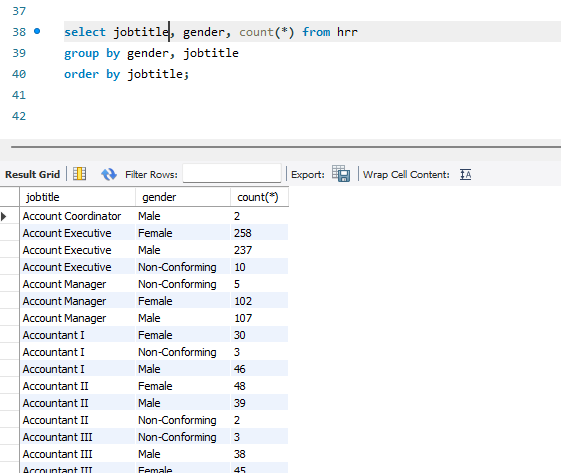 37
38 select jobtitle, gender, count(*) from hrr
39 group by gender, jobtitle
40 order by jobtitle;
41
42
Result Grid Filter Rows: Export: Wrap Cell Content: IA
jobtitle gender count(*)
Account Coordinator Male 2
Account Executive Female 258
Account Executive Male 237
Account Executive Non-Conforming 10
Account Manager Non-Conforming 5
Account Manager Female 102
Account Manager Male 107
Accountant I Female 30
Accountant I Non-Conforming 3
Accountant I Male 46
Accountant II Female 48
Accountant II Male 39
Accountant II Non-Conforming 2
Accountant III Non-Conforming 3
Accountant III Male 38
Accountant III Female 45